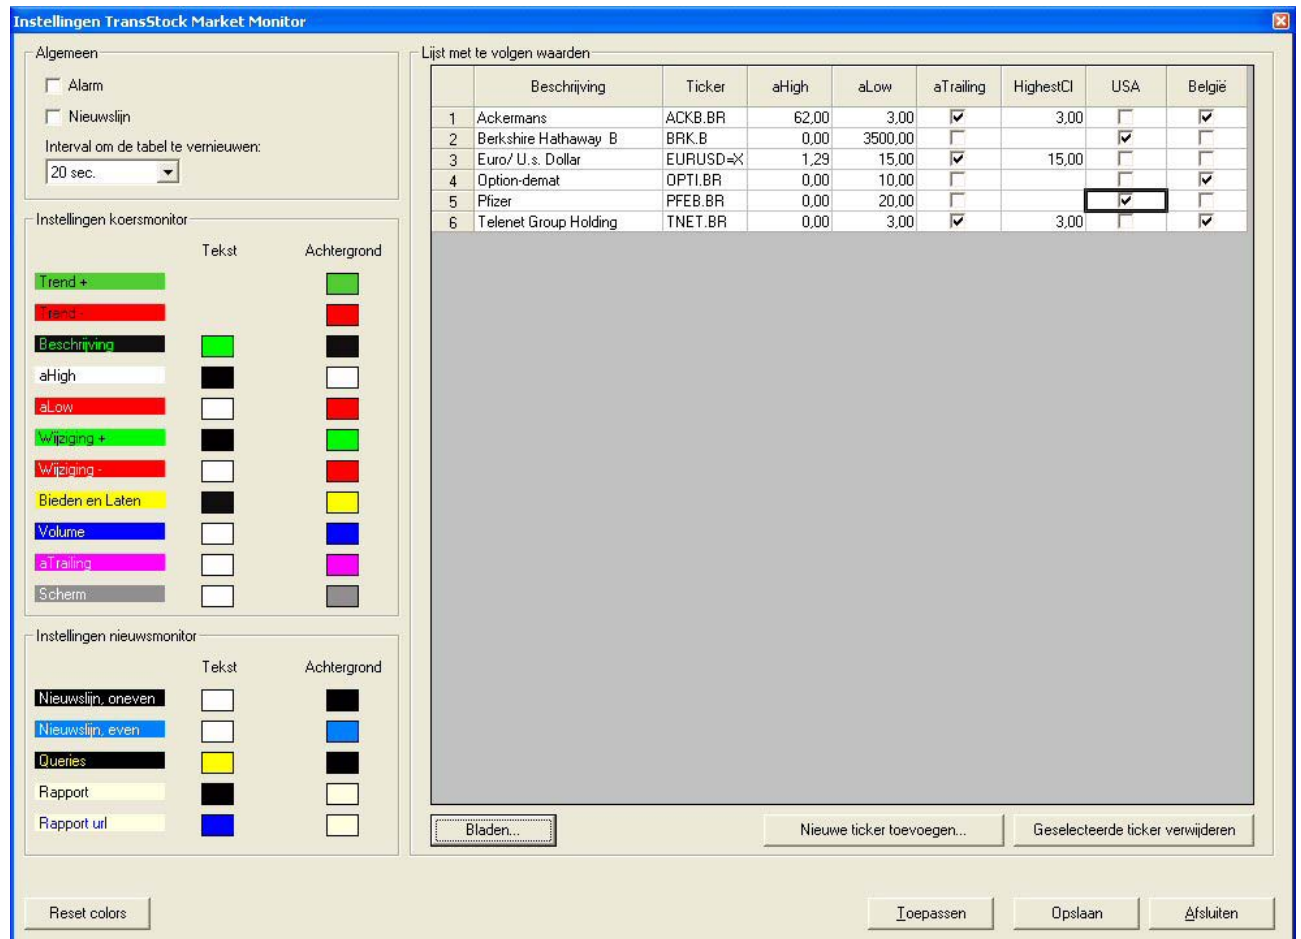 Instellingen TransStock Market Monitor
Algemeen
Alarm
Nieuwslijn
Interval om de tabel te vernieuwen:
20 sec.
Instellingen koersmonitor
Tekst Achtergrond
Trend +
Trend -
Beschrijving
aHigh
aLow
Wijziging +
Wijziging -
Bieden en Laten
Volume
aTrailing
Scherm
Instellingen nieuwsmonitor
Tekst Achtergrond
Nieuwslijn, oneven
Nieuwslijn, even
Queries
Rapport
Rapport url
Lijst met te volgen waarden
Beschrijving Ticker aHigh aLow aTrailing HighestCl USA België
1 Ackermans ACKB.BR 62,00 3,00 3,00
2 Berkshire Hathaway B BRK.B 0,00 3500,00
3 Euro/ U.s. Dollar EURUSD=X 1,29 15,00 15,00
4 Option-demat OPTI.BR 0,00 10,00
5 Pfizer PFEB.BR 0,00 20,00
6 Telenet Group Holding TNET.BR 0,00 3,00 3,00
Bladen... Nieuwe ticker toevoegen... Geselecteerde ticker verwijderen
Reset colors Toepassen Opslaan Afsluiten